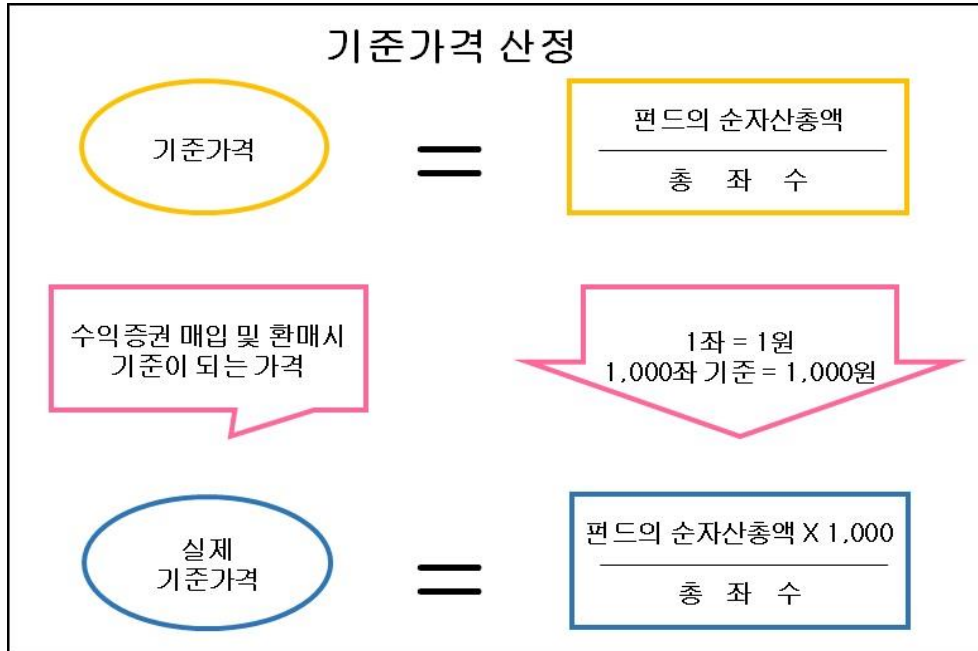 기준가격 산정
기준가격
=
펀드의 순자산총액
총 좌 수
수익증권 매입 및 환매시
기준이 되는 가격
1좌 = 1원
1,000좌 기준 = 1,000원
실제
기준가격
=
펀드의 순자산총액 X 1,000
총 좌 수